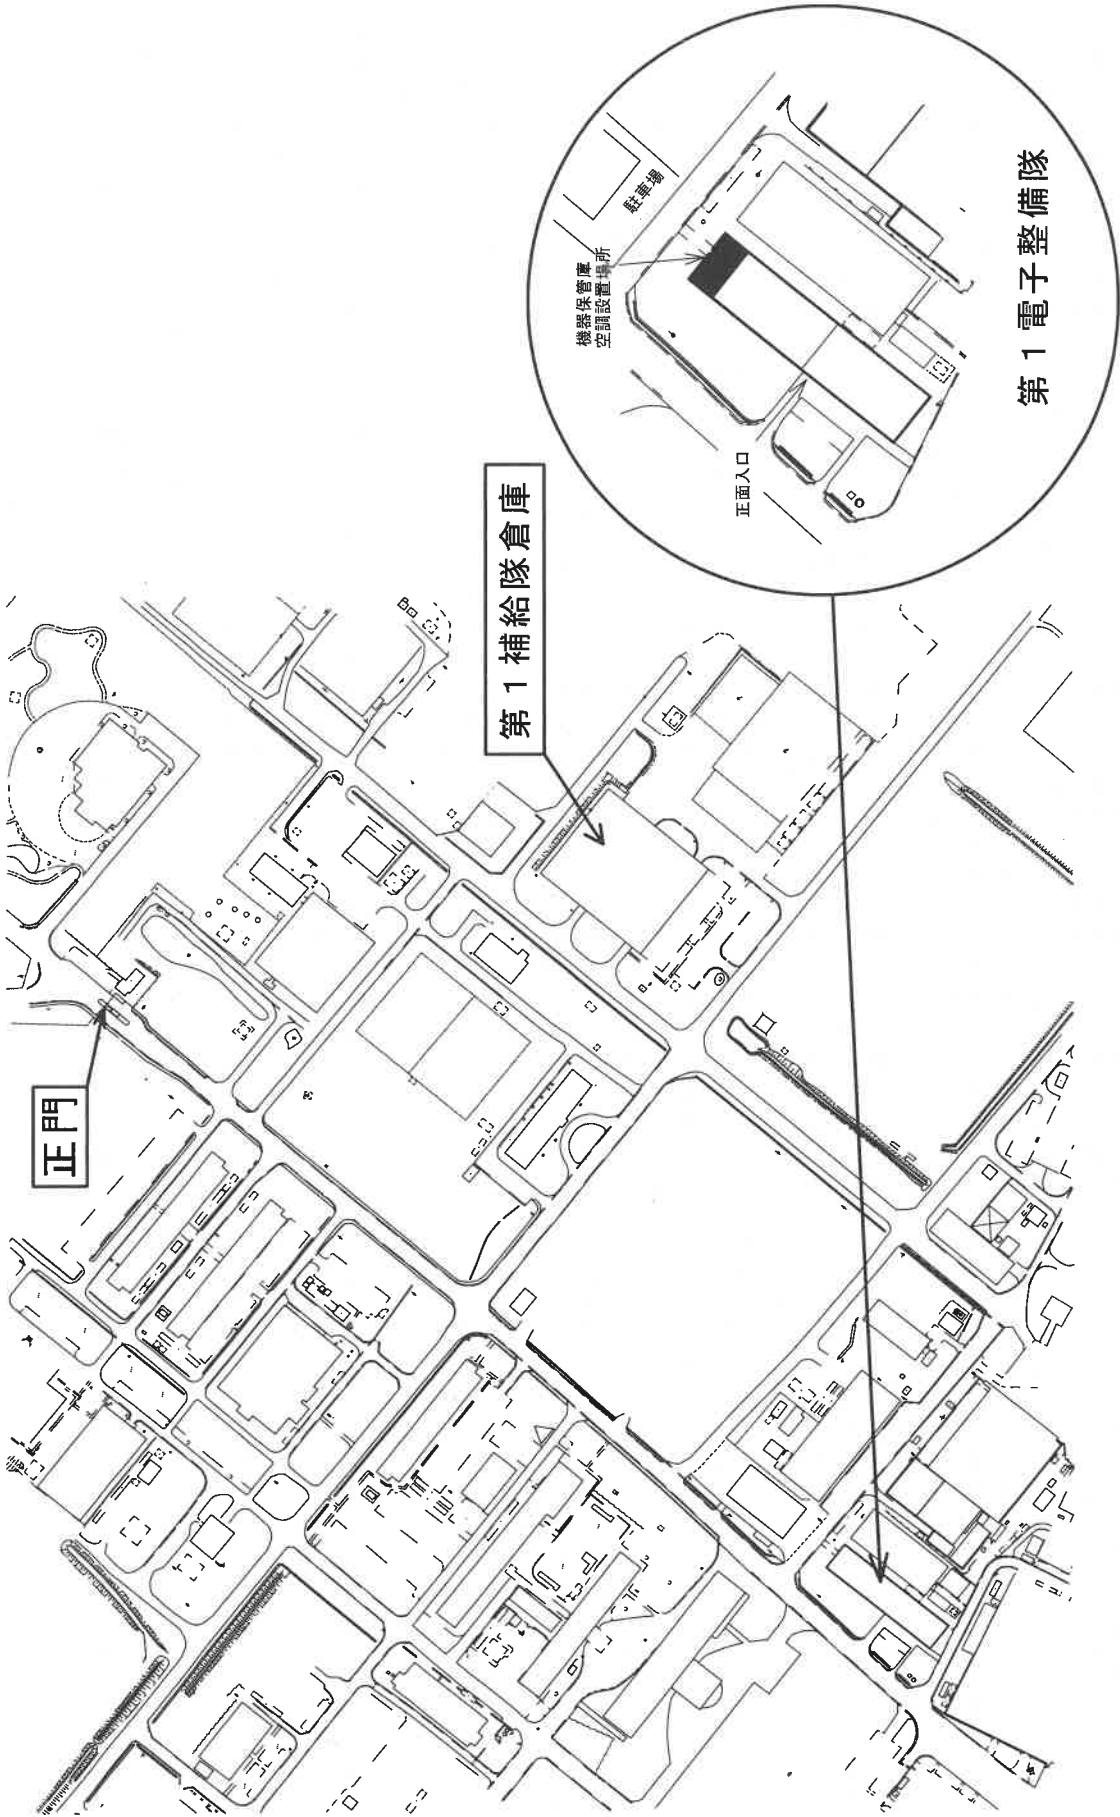 正門
第１補給隊倉庫
機器保管庫
空調設置場所
駐車場
正面入口
第１電子整備隊